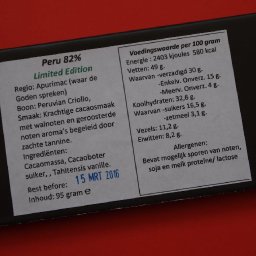 Peru 82%
Limited Edition
Regio: Apurimac (waar de
Goden spreken)
Boon: Peruvian Criollo,
Smaak: Krachtige cacaosmaak
met walnoten en geroosterde
noten aroma's begeleid door
zachte tannine.
Ingrediënten:
Cacaomassa, Cacaoboter
suiker, , Tahitensis vanille.
Best before: 15 MRT 2016
Inhoud: 95 gram e
Voedingswaarde per 100 gram
Energie : 2403 kjoules 580 kcal
Vetten: 49 g.
Waarvan -verzadigd 30 g.
-Enkelv. Onverz. 15 g.
-Meerv. Onverz. 4 g.
Koolhydraten: 32,6 g.
Waarvan -suikers 16,5 g.
-zetmeel 3,1 g.
Vezels: 11,2 g.
Eiwitten: 8,2 g.
Allergenen:
Bevat mogelijk sporen van noten,
soja en melk proteïne/ lactose